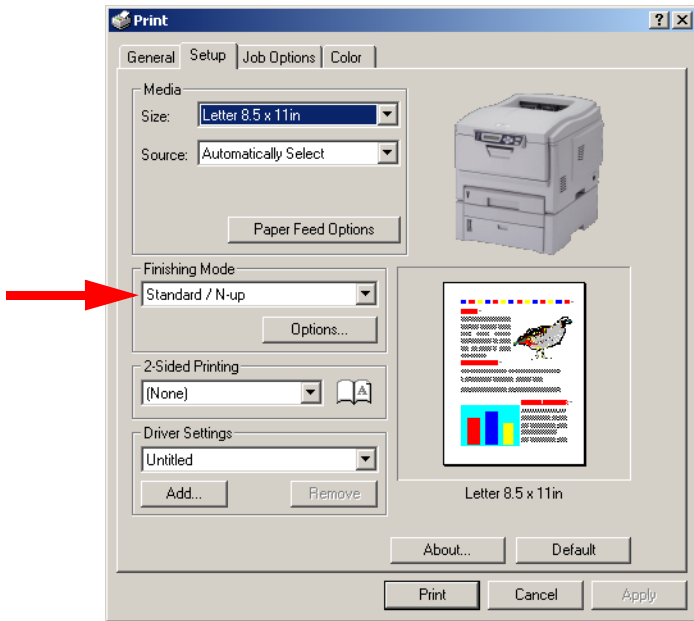 Print
General Setup Job Options Color
Media
Size: Letter 8.5 x 11in
Source: Automatically Select
Paper Feed Options
Finishing Mode
Standard / N-up
Options...
2-Sided Printing
(None)
A
Driver Settings
Untitled
Add... Remove
Letter 8.5 x 11in
About... Default
Print Cancel Apply